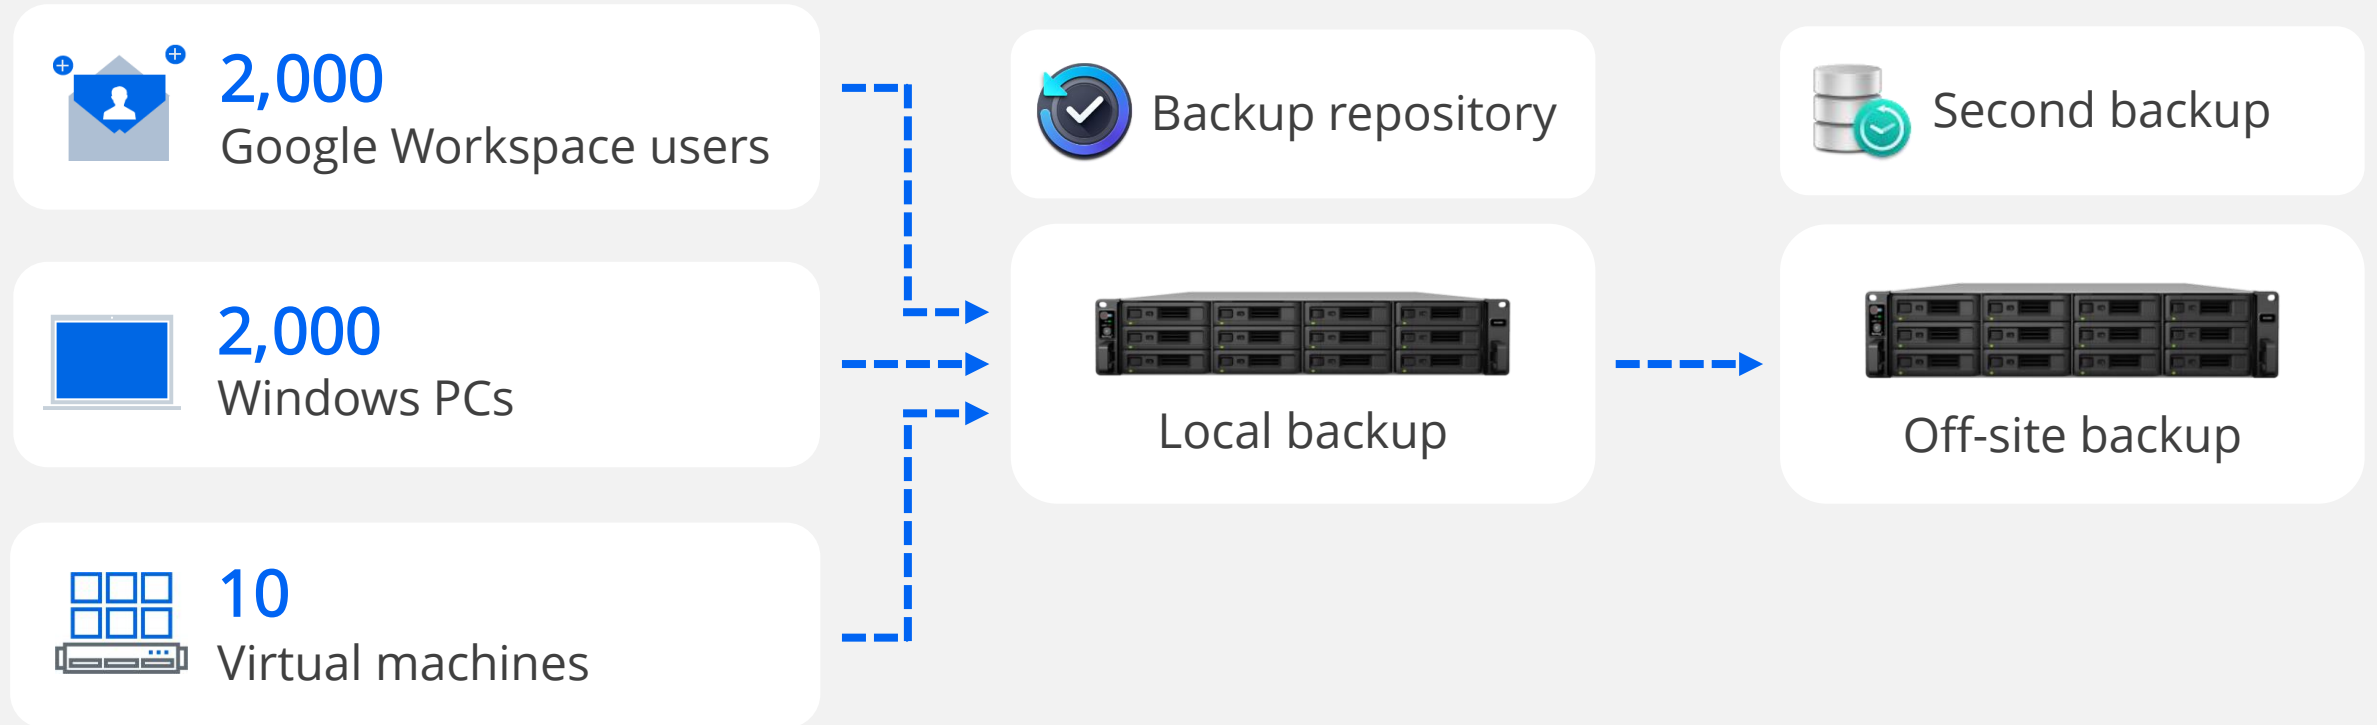 2,000
Google Workspace users
2,000
Windows PCs
10
Virtual machines
Backup repository
Local backup
Second backup
Off-site backup